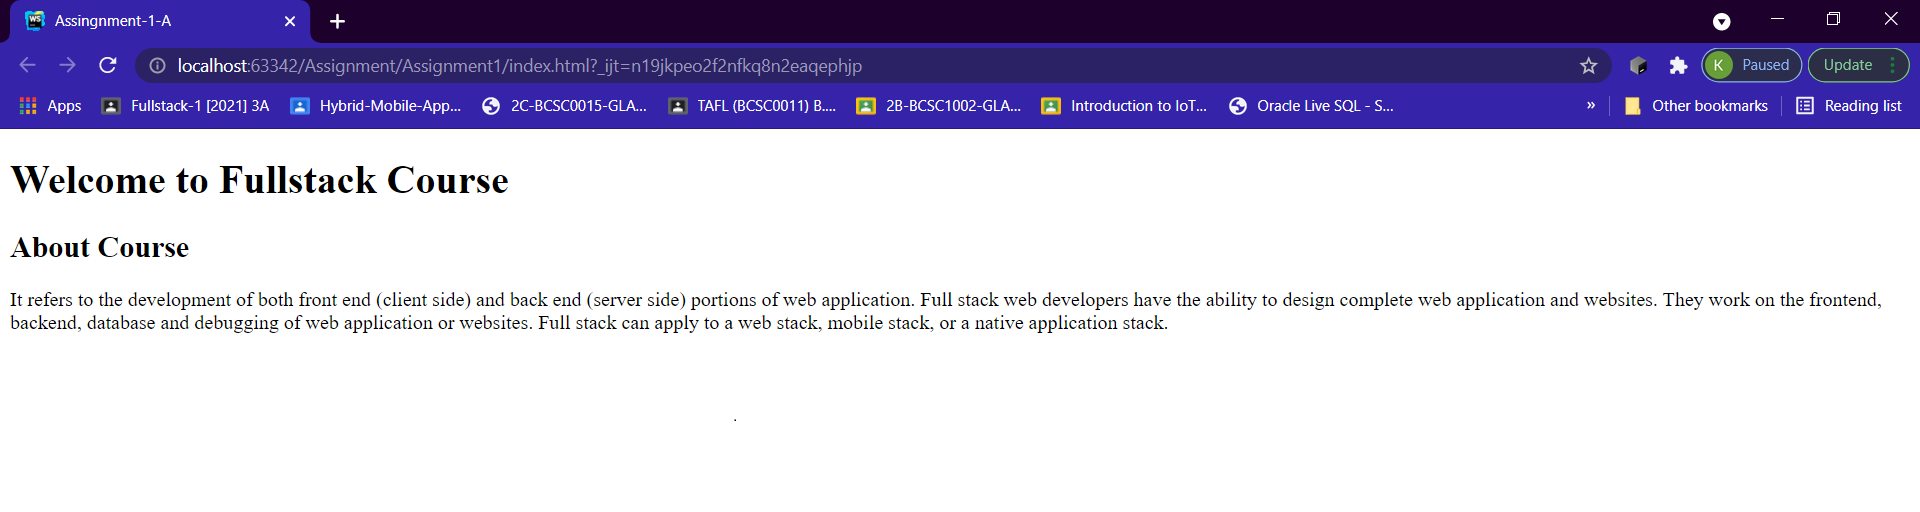 Assingnment-1-A
localhost:63342/Assignment/Assignment1/index.html?_ijt=n19jkpeo2f2nfkq8n2eaqephjp
K Paused Update
Apps Fullstack-1 [2021] 3A Hybrid-Mobile-App... 2C-BCSC0015-GLA... TAFL (BCSC0011) B.... 2B-BCSC1002-GLA... Introduction to IoT... Oracle Live SQL - S... » Other bookmarks Reading list
Welcome to Fullstack Course
About Course
It refers to the development of both front end (client side) and back end (server side) portions of web application. Full stack web developers have the ability to design complete web application and websites. They work on the frontend,
backend, database and debugging of web application or websites. Full stack can apply to a web stack, mobile stack, or a native application stack.